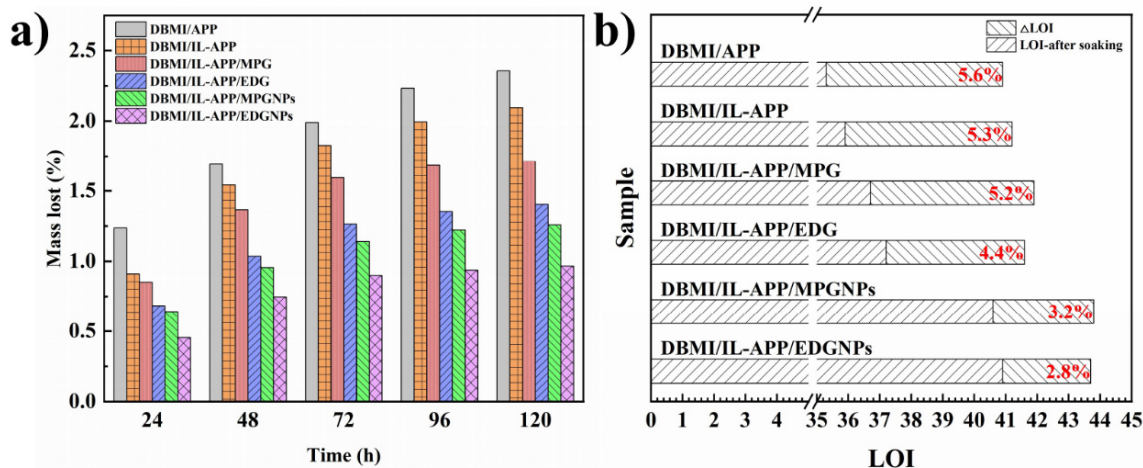 a)
DBMI/APP
DBMI/IL-APP
DBMI/IL-APP/MPG
DBMI/IL-APP/EDG
DBMI/IL-APP/MPGNPs
DBMI/IL-APP/EDGNPs
Mass lost (%)
2.5
2.0
1.5
1.0
0.5
0.0
24 48 72 96 120
Time (h)
b)
△LOI
LOI-after soaking
Sample
DBMI/APP
5.6%
DBMI/IL-APP
5.3%
DBMI/IL-APP/MPG
5.2%
DBMI/IL-APP/EDG
4.4%
DBMI/IL-APP/MPGNPs
3.2%
DBMI/IL-APP/EDGNPs
2.8%
0 1 2 3 4 5 35 36 37 38 39 40 41 42 43 44 45
LOI